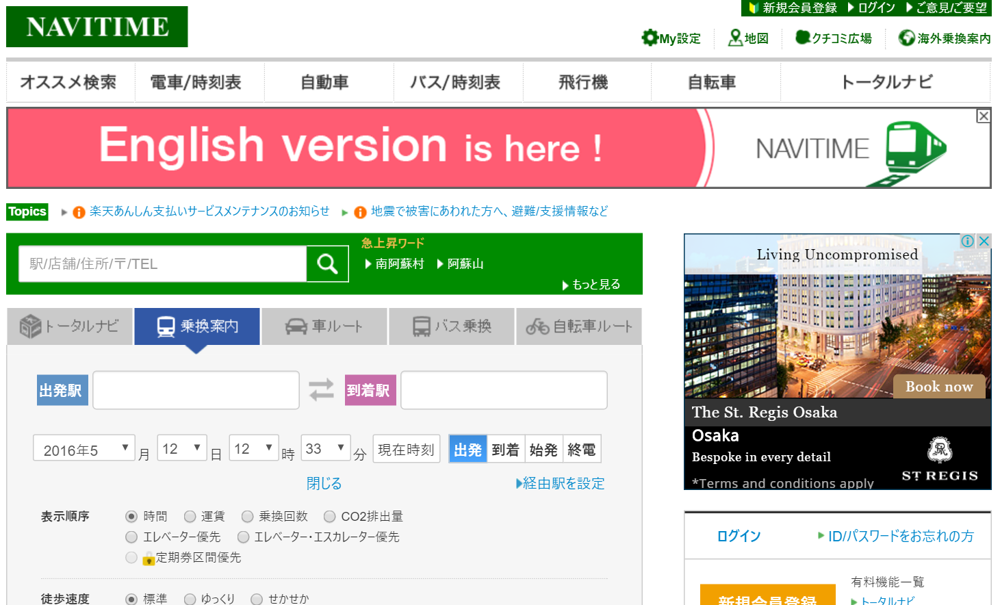 新規会員登録 ログイン ご意見/ご要望
NAVITIME
My設定 地図 クチコミ広場 海外乗換案内
オススメ検索 電車/時刻表 自動車 バス/時刻表 飛行機 自転車 トータルナビ
English version is here ! NAVITIME
Topics 楽天あんしん支払いサービスメンテナンスのお知らせ 地震で被害にあわれた方へ、避難/支援情報など
急上昇ワード
駅/店舗/住所/〒/TEL
南阿蘇村 阿蘇山
もっと見る
トータルナビ 乗換案内 車ルート バス乗換 自転車ルート
出発駅 到着駅
2016年5 月 12 日 12 時 33 分 現在時刻 出発 到着 始発 終電
閉じる 経由駅を設定
表示順序 時間 運賃 乗換回数 CO2排出量
エレベーター優先 エレベーター・エスカレーター優先
定期券区間優先
徒歩速度 標準 ゆっくり せかせか
Living Uncompromised
Book now
The St. Regis Osaka
Osaka
Bespoke in every detail
ST REGIS
*Terms and conditions apply
ログイン ID/パスワードをお忘れの方
有料機能一覧
新規会員登録 トータルナビ